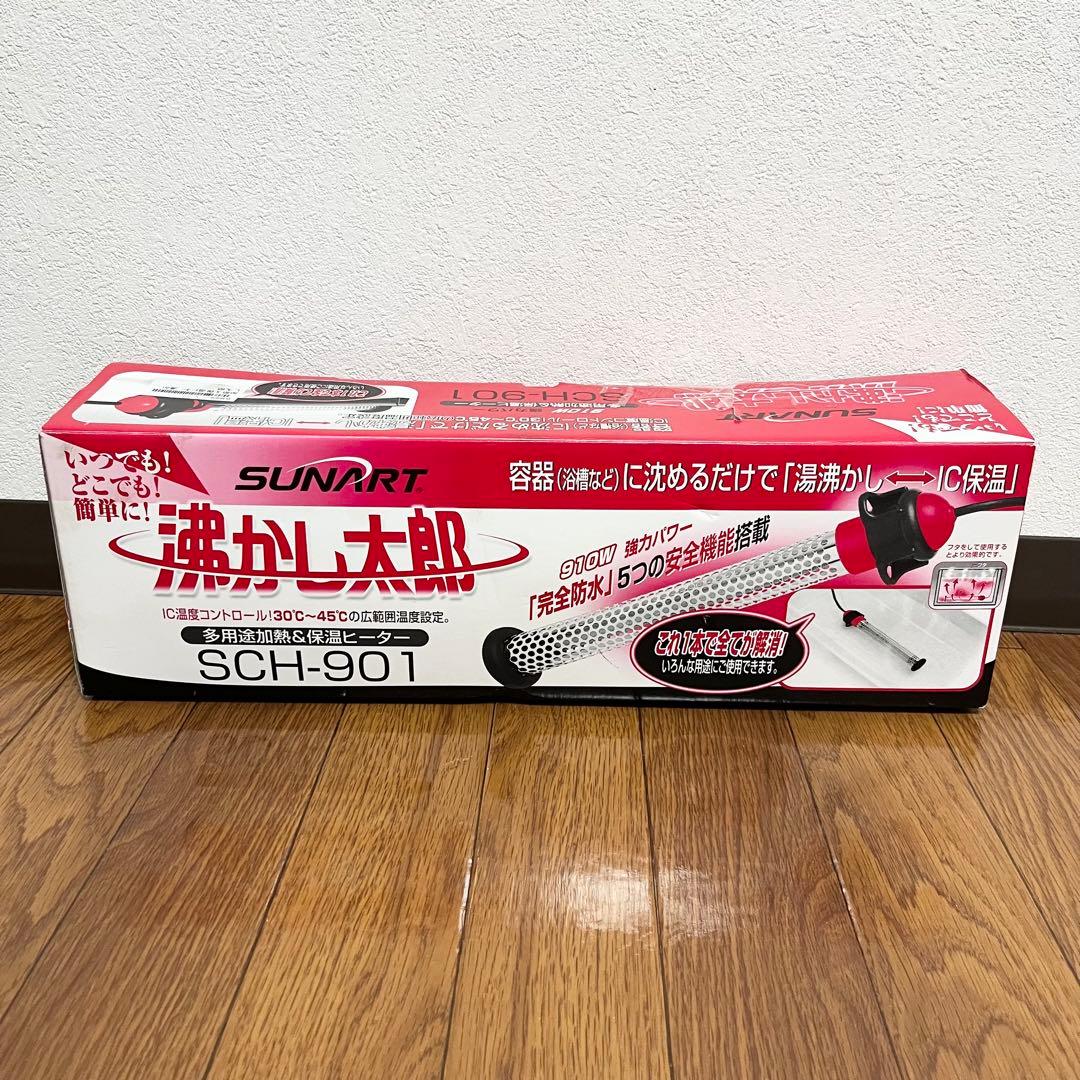 SCH-901
SUNART
いつでも！
どこでも！
簡単に！
SUNART
沸かし太郎
IC温度コントロール！30℃〜45℃の広範囲温度設定。
多用途加熱&保温ヒーター
SCH-901
容器（浴槽など）に沈めるだけで「湯沸かし⟷IC保温」
910W 強力パワー
「完全防水」5つの安全機能搭載
フタをして使用する
とより効果的です。
フタ
これ1本で全てが解消！
いろんな用途にご使用できます。